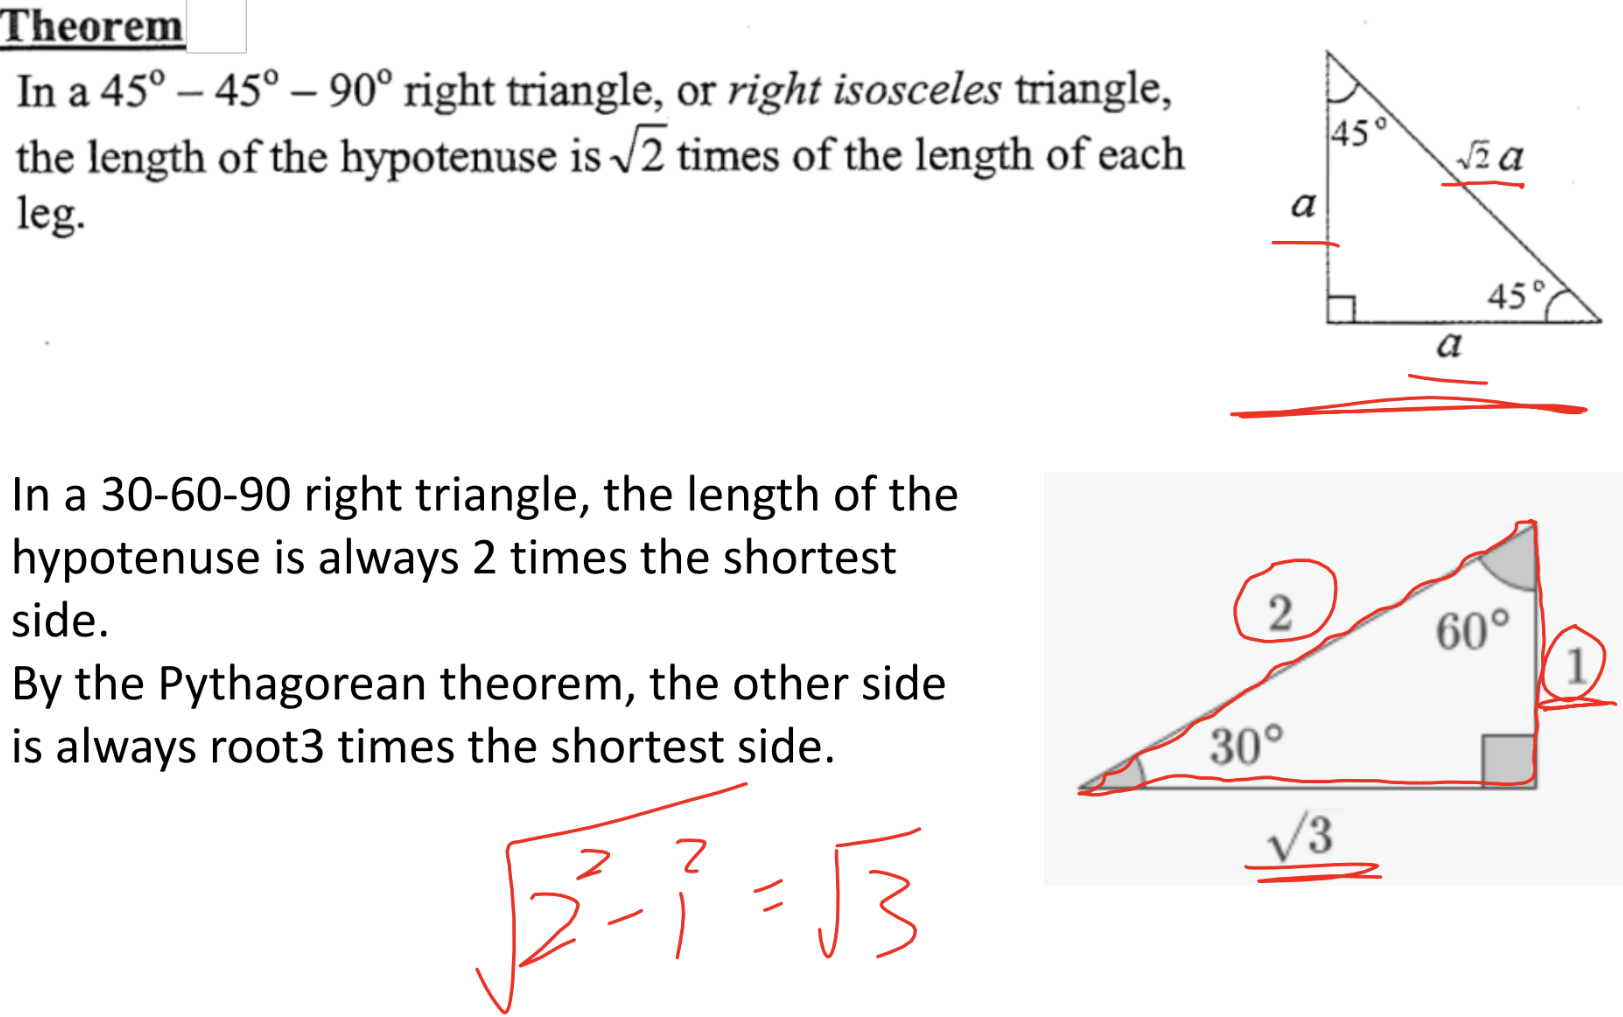 Theorem
In a 45° – 45° – 90° right triangle, or right isosceles triangle,
the length of the hypotenuse is √2 times of the length of each
leg.
45°
√2 a
a
45°
a
In a 30-60-90 right triangle, the length of the
hypotenuse is always 2 times the shortest
side.
By the Pythagorean theorem, the other side
is always root3 times the shortest side.
2
60°
1
30°
√3
√2² - 1² = √3